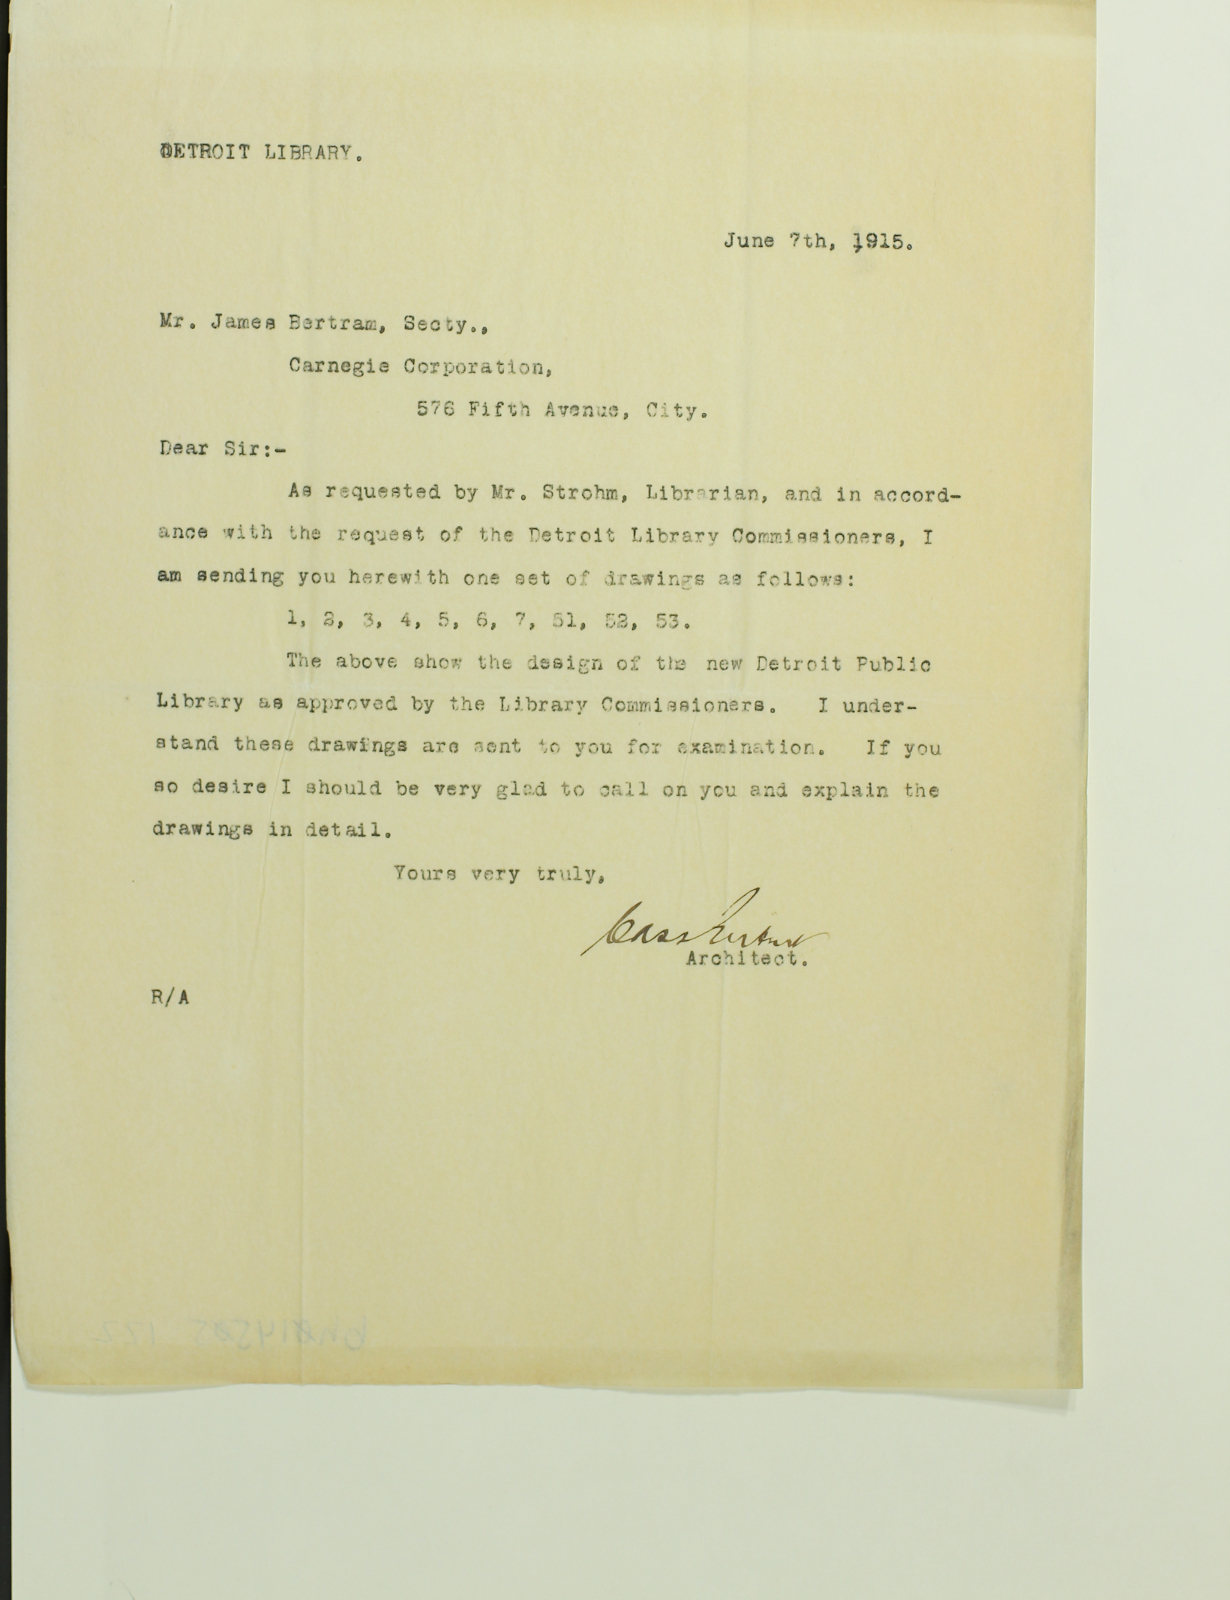 DETROIT LIBRARY.
June 7th, 1915.
Mr. James Bertram, Secty.,
Carnegie Corporation,
576 Fifth Avenue, City.
Dear Sir:-
As requested by Mr. Strohm, Librarian, and in accord-
ance with the request of the Detroit Library Commissioners, I
am sending you herewith one set of drawings as follows:
1, 2, 3, 4, 5, 6, 7, 51, 52, 53.
The above show the design of the new Detroit Public
Library as approved by the Library Commissioners. I under-
stand these drawings are sent to you for examination. If you
so desire I should be very glad to call on you and explain the
drawings in detail.
Yours very truly,
Cass Gilbert
Architect.
R/A